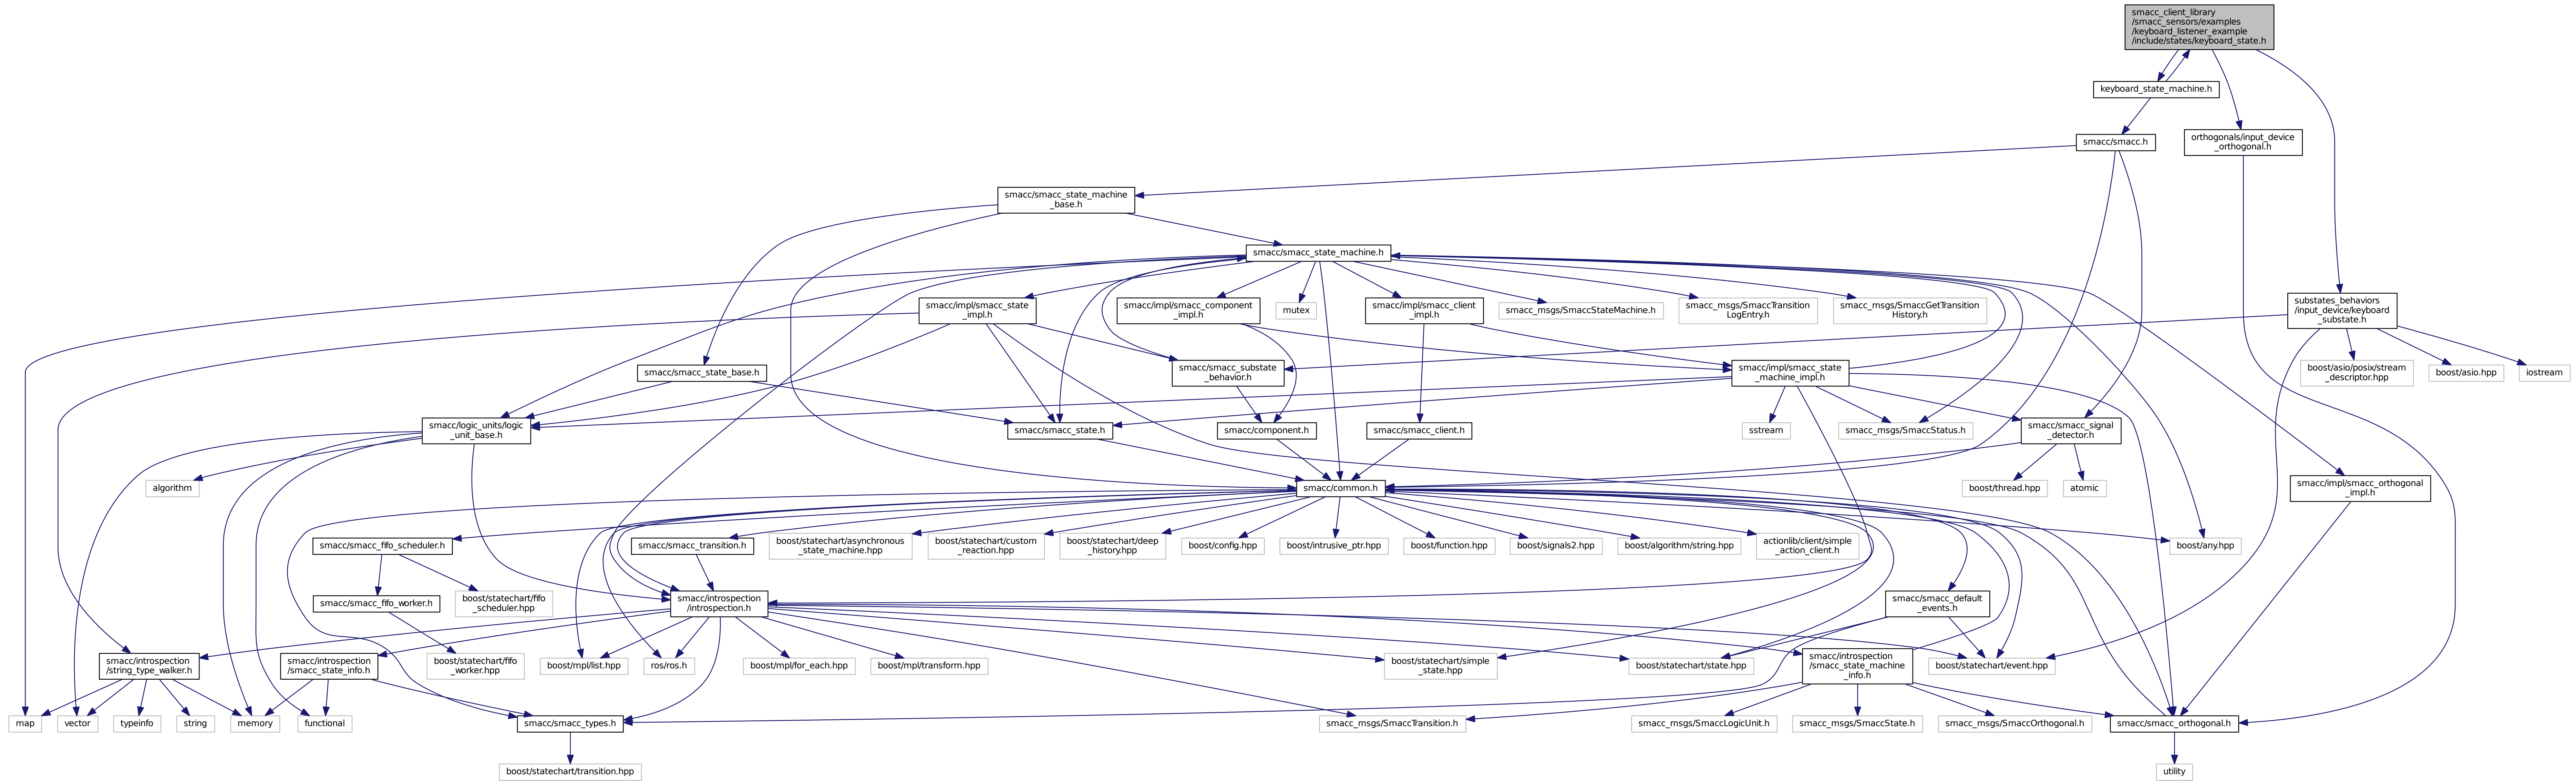 smacc_client_library
/smacc_sensors/examples
/keyboard_listener_example
/include/states/keyboard_state.h
keyboard_state_machine.h
orthogonals/input_device
_orthogonal.h
smacc/smacc.h
smacc/smacc_state_machine
_base.h
smacc/smacc_state_machine.h
smacc/impl/smacc_state
_impl.h
smacc/impl/smacc_component
_impl.h
mutex
smacc/impl/smacc_client
_impl.h
smacc_msgs/SmaccStateMachine.h
smacc_msgs/SmaccTransition
LogEntry.h
smacc_msgs/SmaccGetTransition
History.h
substates_behaviors
/input_device/keyboard
_substate.h
smacc/smacc_state_base.h
smacc/smacc_substate
_behavior.h
smacc/impl/smacc_state
_machine_impl.h
boost/asio/posix/stream
_descriptor.hpp
boost/asio.hpp
iostream
smacc/logic_units/logic
_unit_base.h
smacc/smacc_state.h
smacc/component.h
smacc/smacc_client.h
sstream
smacc_msgs/SmaccStatus.h
smacc/smacc_signal
_detector.h
algorithm
smacc/common.h
boost/thread.hpp
atomic
smacc/impl/smacc_orthogonal
_impl.h
smacc/smacc_fifo_scheduler.h
smacc/smacc_transition.h
boost/statechart/asynchronous
_state_machine.hpp
boost/statechart/custom
_reaction.hpp
boost/statechart/deep
_history.hpp
boost/config.hpp
boost/intrusive_ptr.hpp
boost/function.hpp
boost/signals2.hpp
boost/algorithm/string.hpp
actionlib/client/simple
_action_client.h
boost/any.hpp
smacc/smacc_fifo_worker.h
boost/statechart/fifo
_scheduler.hpp
smacc/introspection
/introspection.h
smacc/smacc_default
_events.h
smacc/introspection
/string_type_walker.h
smacc/introspection
/smacc_state_info.h
boost/statechart/fifo
_worker.hpp
boost/mpl/list.hpp
ros/ros.h
boost/mpl/for_each.hpp
boost/mpl/transform.hpp
boost/statechart/simple
_state.hpp
boost/statechart/state.hpp
smacc/introspection
/smacc_state_machine
_info.h
boost/statechart/event.hpp
map
vector
typeinfo
string
memory
functional
smacc/smacc_types.h
smacc_msgs/SmaccTransition.h
smacc_msgs/SmaccLogicUnit.h
smacc_msgs/SmaccState.h
smacc_msgs/SmaccOrthogonal.h
smacc/smacc_orthogonal.h
boost/statechart/transition.hpp
utility